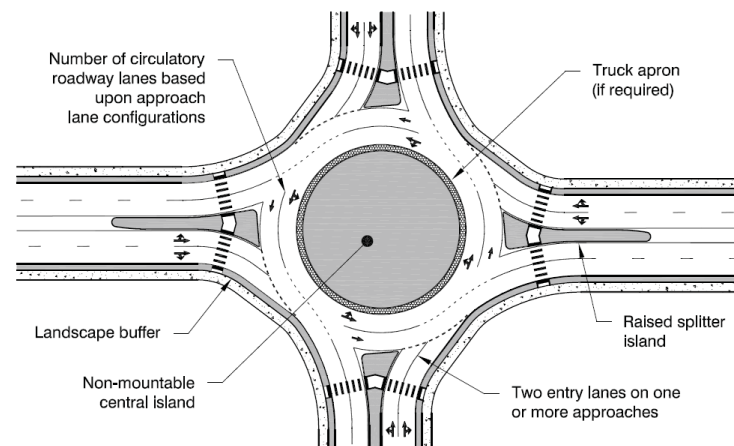 Number of circulatory
roadway lanes based
upon approach
lane configurations
Truck apron
(if required)
Landscape buffer
Raised splitter
island
Non-mountable
central island
Two entry lanes on one
or more approaches